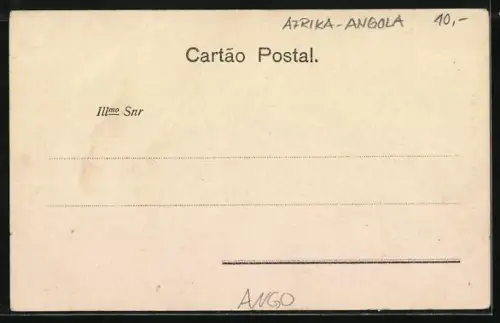 AFRIKA-ANGOLA 10,-
Cartão Postal.
Illmo Snr
ANGO